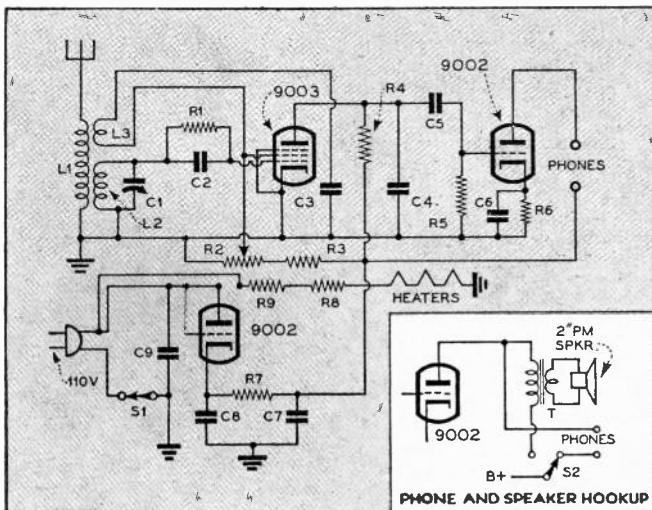 9003
9002
R4
R1
C5
L3
L1
C2
C3
C4
R5
C6
R6
PHONES
C1
L2
R2
R3
R9
R8
HEATERS
9002
C9
110V
S1
R7
C8
C7
2" PM
SPKR.
T
9002
PHONES
B+
S2
PHONE AND SPEAKER HOOKUP